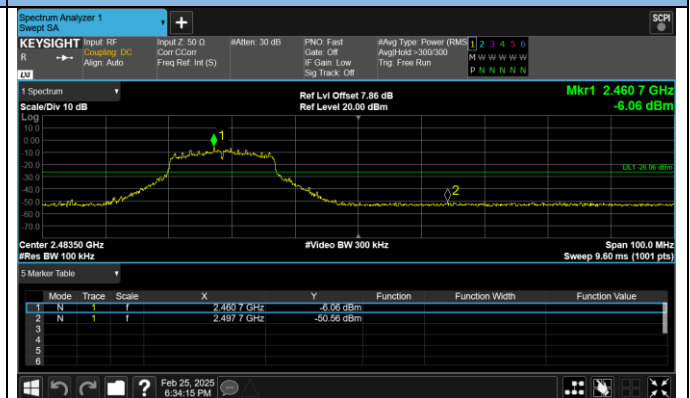 Spectrum Analyzer 1
Swept SA
+
SCPI
KEYSIGHT
R
LXI
Input: RF
Coupling: DC
Align: Auto
Input Z: 50 Ω
Corr CCorr
Freq Ref: Int (S)
#Atten: 30 dB
PNO: Fast
Gate: Off
IF Gain: Low
Sig Track: Off
#Avg Type: Power (RMS)
Avg|Hold:>300/300
Trig: Free Run
1 2 3 4 5 6
M W W W W W
P N N N N N
1 Spectrum
Scale/Div 10 dB
Ref Lvl Offset 7.86 dB
Ref Level 20.00 dBm
Mkr1 2.460 7 GHz
-6.06 dBm
Log
10.0
0.00
-10.0
-20.0
-30.0
-40.0
-50.0
-60.0
-70.0
1
2
DL1 -26.06 dBm
Center 2.48350 GHz
#Res BW 100 kHz
#Video BW 300 kHz
Span 100.0 MHz
Sweep 9.60 ms (1001 pts)
5 Marker Table
Mode Trace Scale X Y Function Function Width Function Value
1 N 1 f 2.460 7 GHz -6.06 dBm
2 N 1 f 2.497 7 GHz -50.56 dBm
3
4
5
6
?
Feb 25, 2025
6:34:15 PM